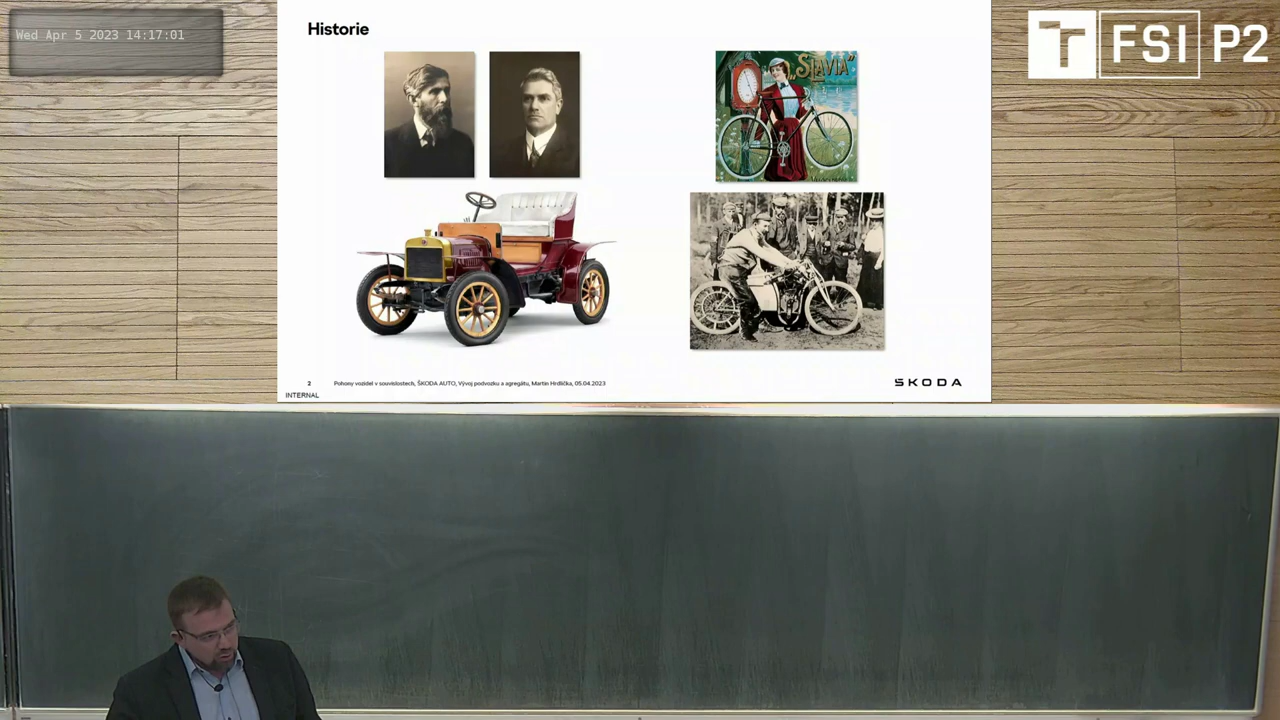 Wed Apr 5 2023 14:17:01
T FSI P2
Historie
„SLAVIA"
2 Pohony vozidel v souvislostech, ŠKODA AUTO, Vývoj podvozku a agregátu, Martin Hrdlička, 05.04.2023
ŠKODA
INTERNAL